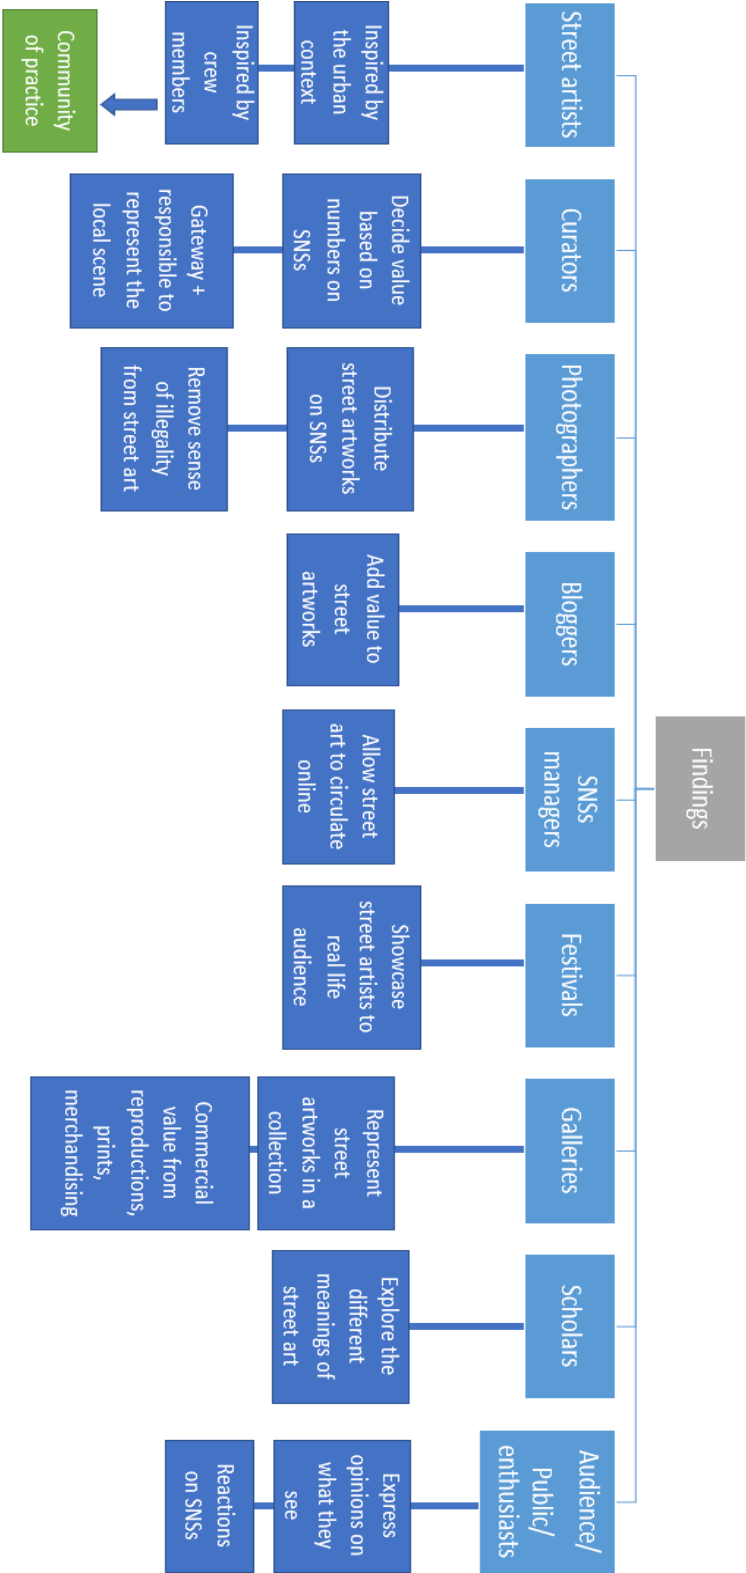 Findings
Street artists
Curators
Photographers
Bloggers
SNSs
managers
Festivals
Galleries
Scholars
Audience/
Public/
enthusiasts
Inspired by
the urban
context
Inspired by
crew
members
Community
of practice
Decide value
based on
numbers on
SNSs
Gateway +
responsible to
represent the
local scene
Distribute
street artworks
on SNSs
Remove sense
of illegality
from street art
Add value to
street
artworks
Allow street
art to circulate
online
Showcase
street artists to
real life
audience
Represent
street
artworks in a
collection
Commercial
value from
reproductions,
prints,
merchandising
Explore the
different
meanings of
street art
Express
opinions on
what they
see
Reactions
on SNSs